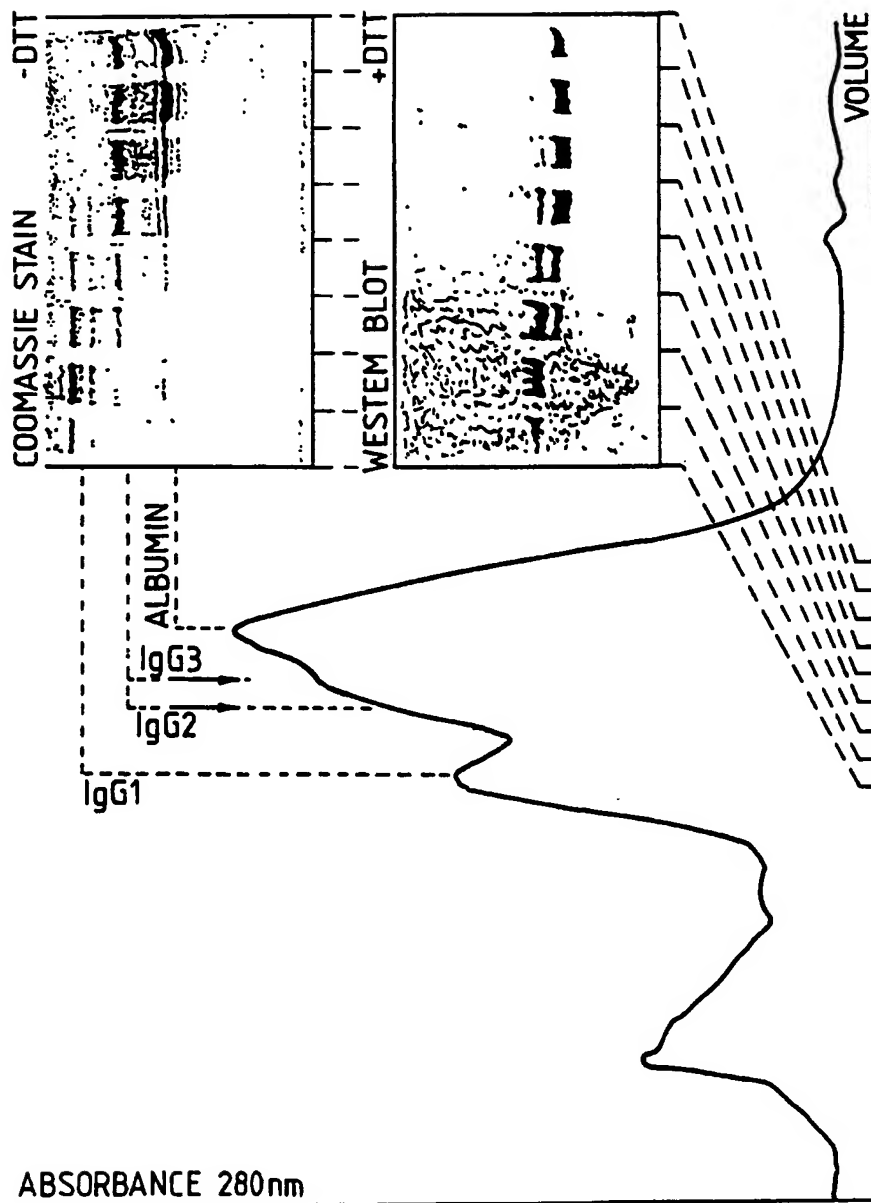 COOMASSIE STAIN
-DTT
WESTEM BLOT
+DTT
ALBUMIN
IgG3
IgG2
IgG1
VOLUME
ABSORBANCE 280nm